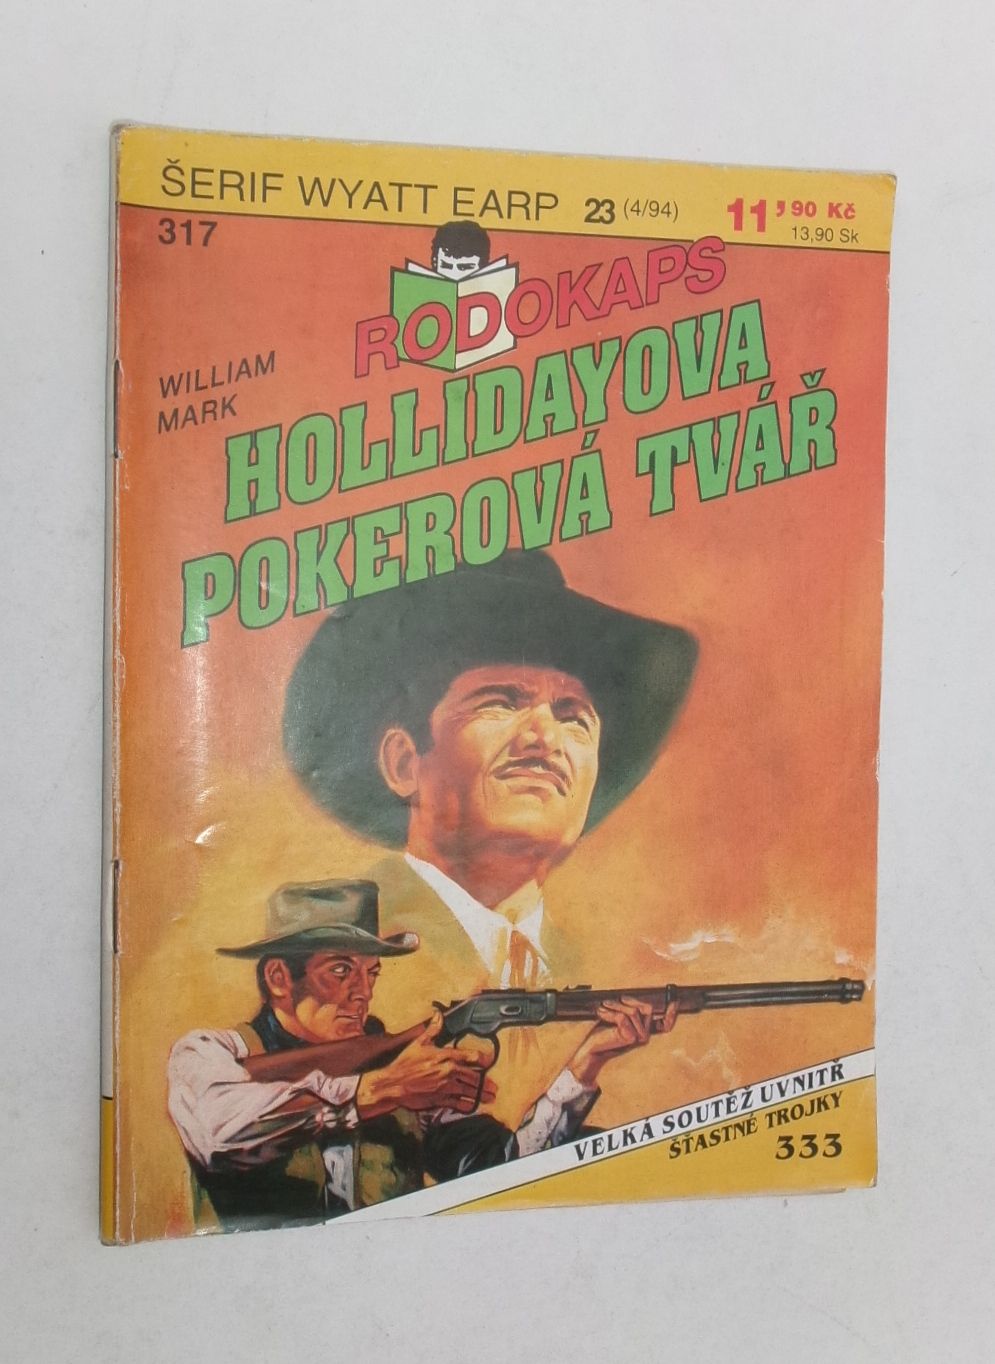 ŠERIF WYATT EARP 23 (4/94)
11,90 Kč
13,90 Sk
317
RODOKAPS
WILLIAM
MARK
HOLLIDAYOVA
POKEROVÁ TVÁŘ
VELKÁ SOUTĚŽ UVNITŘ
ŠŤASTNÉ TROJKY
333